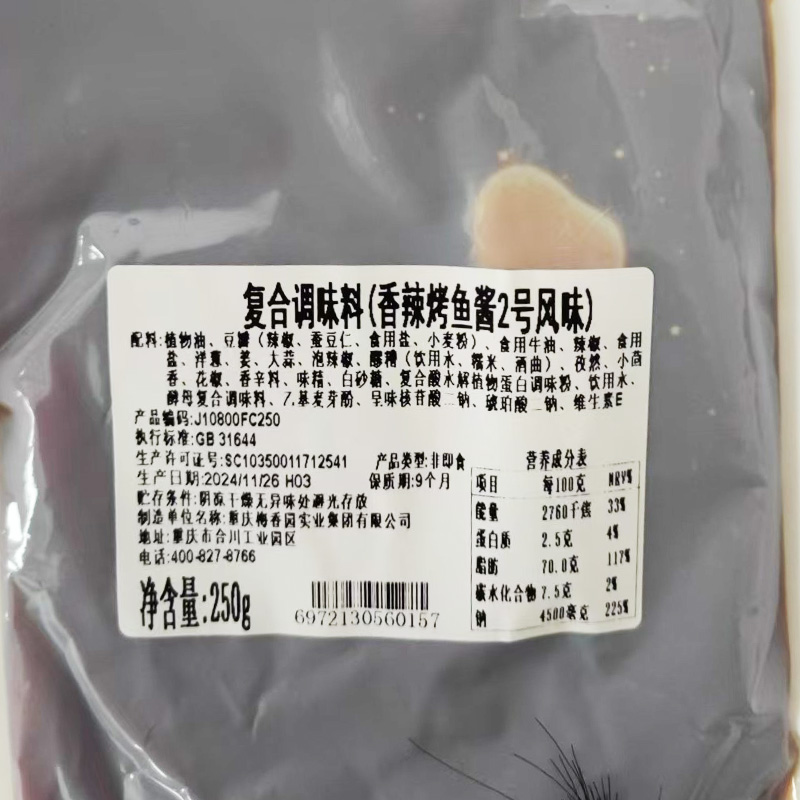 复合调味料(香辣烤鱼酱2号风味)
配料:植物油、豆瓣(辣椒、蚕豆仁、食用盐、小麦粉)、食用牛油、辣椒、食用
盐、洋葱、姜、大蒜、泡辣椒、醪糟(饮用水、糯米、酒曲)、孜然、小茴
香、花椒、香辛料、味精、白砂糖、复合酸水解植物蛋白调味粉、饮用水、
酵母复合调味料、乙基麦芽酚、呈味核苷酸二钠、琥珀酸二钠、维生素E
产品编码:J10800FC250
执行标准:GB 31644
生产许可证号:SC10350011712541 产品类型:非即食
生产日期:2024/11/26 H03 保质期:9个月
贮存条件:阴凉干燥无异味处避光存放
制造单位名称:重庆梅香园实业集团有限公司
地址:重庆市合川工业园区
电话:400-827-8766
净含量:250g
6972130560157
营养成分表
项目 每100克 NRV%
能量 2760千焦 33%
蛋白质 2.5克 4%
脂肪 70.0克 117%
碳水化合物 7.5克 2%
钠 4500毫克 225%